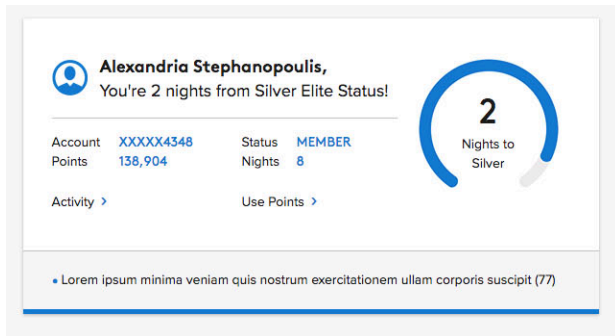 Alexandria Stephanopoulis,
You're 2 nights from Silver Elite Status!
Account XXXXX4348 Status MEMBER
Points 138,904 Nights 8
Activity > Use Points >
2
Nights to
Silver
• Lorem ipsum minima veniam quis nostrum exercitationem ullam corporis suscipit (77)